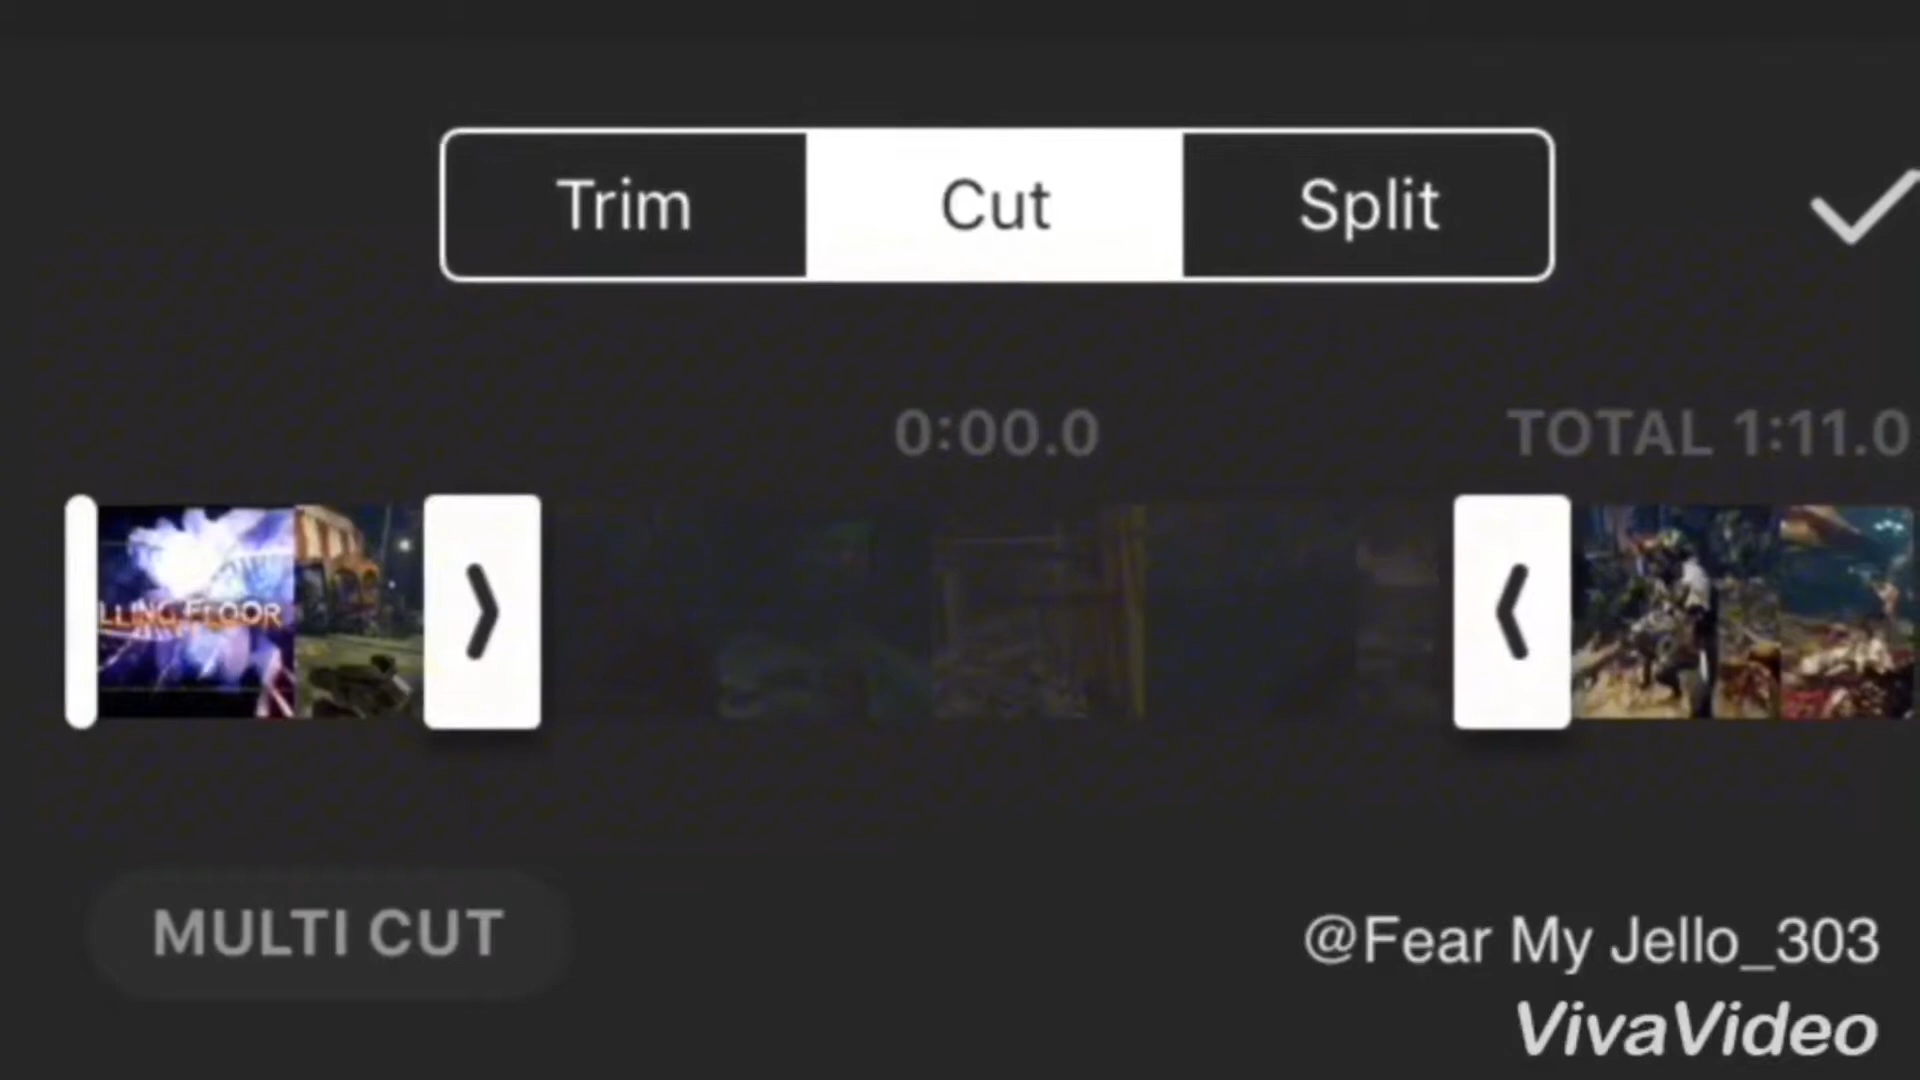 Trim Cut Split
0:00.0 TOTAL 1:11.0
LLING FLOOR
MULTI CUT
@Fear My Jello_303
VivaVideo